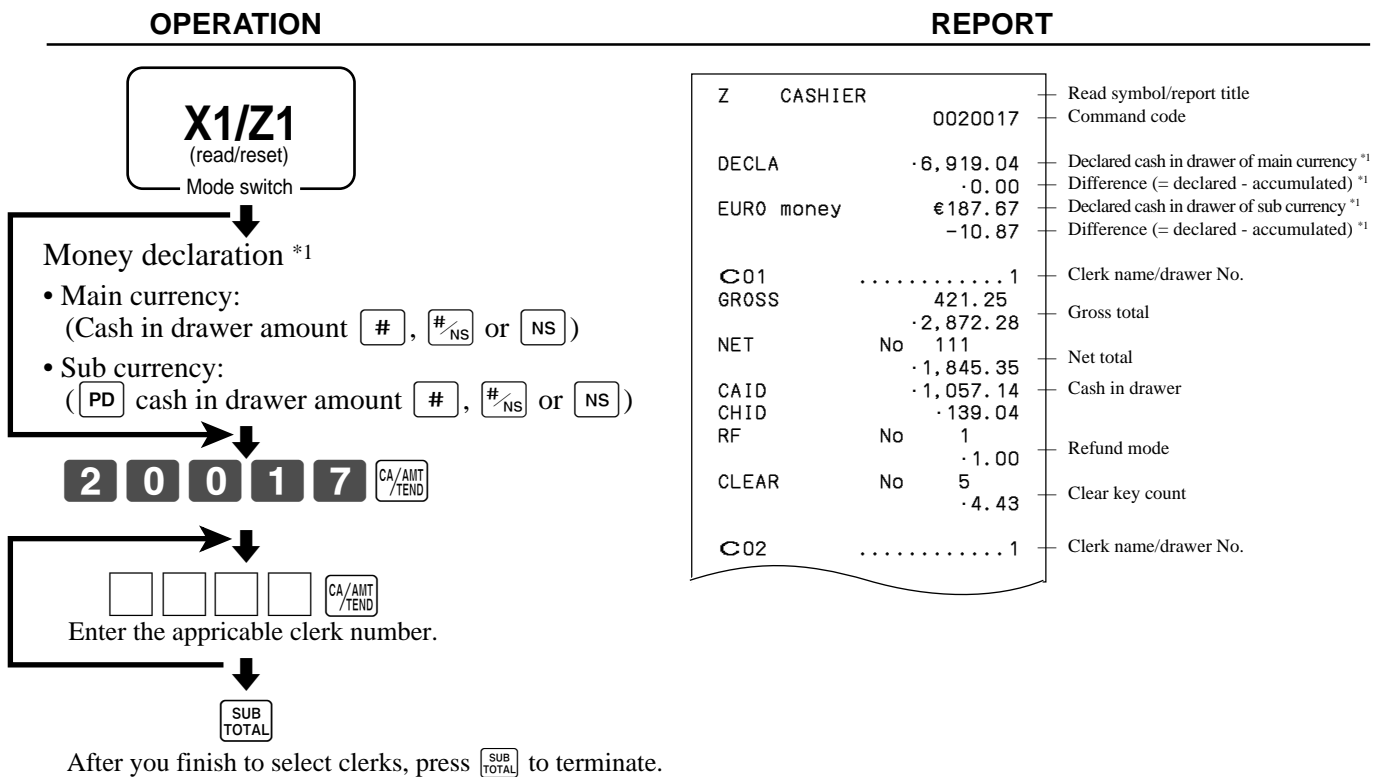 OPERATION
REPORT
X1/Z1
(read/reset)
Mode switch
Money declaration *1
• Main currency:
(Cash in drawer amount #, #/NS or NS)
• Sub currency:
(PD cash in drawer amount #, #/NS or NS)
2 0 0 1 7 CA/AMT/TEND
CA/AMT/TEND
Enter the appricable clerk number.
SUB
TOTAL
After you finish to select clerks, press SUB TOTAL to terminate.
Z CASHIER Read symbol/report title
0020017 Command code
DECLA ·6,919.04 Declared cash in drawer of main currency *1
·0.00 Difference (= declared - accumulated) *1
EURO money €187.67 Declared cash in drawer of sub currency *1
-10.87 Difference (= declared - accumulated) *1
C01 ............1 Clerk name/drawer No.
GROSS 421.25
Gross total
·2,872.28
NET No 111
Net total
·1,845.35
CAID ·1,057.14 Cash in drawer
CHID ·139.04
RF No 1
Refund mode
·1.00
CLEAR No 5
Clear key count
·4.43
C02 ............1 Clerk name/drawer No.